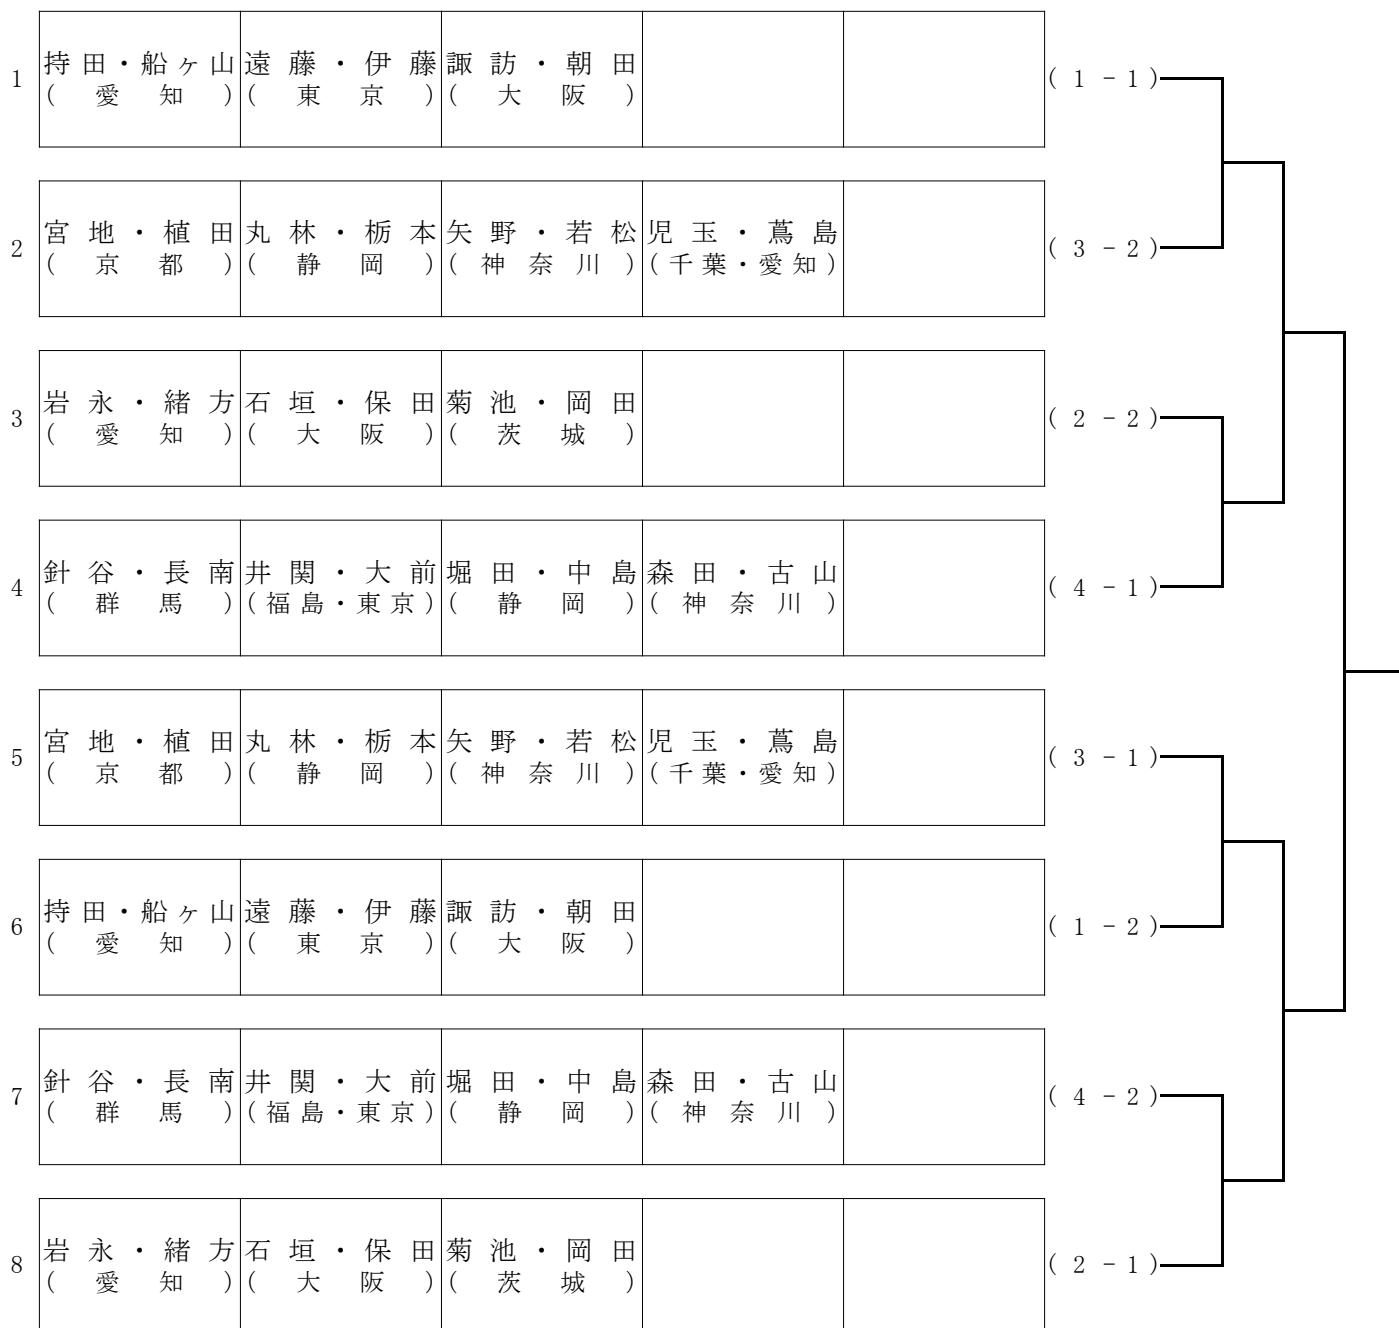 持田・船ヶ山 遠藤・伊藤 諏訪・朝田
1 (1-1)
(愛知) (東京) (大阪)
宮地・植田 丸林・栃本 矢野・若松 児玉・蔦島
2 (3-2)
(京都) (静岡) (神奈川) (千葉・愛知)
岩永・緒方 石垣・保田 菊池・岡田
3 (2-2)
(愛知) (大阪) (茨城)
針谷・長南 井関・大前 堀田・中島 森田・古山
4 (4-1)
(群馬) (福島・東京) (静岡) (神奈川)
宮地・植田 丸林・栃本 矢野・若松 児玉・蔦島
5 (3-1)
(京都) (静岡) (神奈川) (千葉・愛知)
持田・船ヶ山 遠藤・伊藤 諏訪・朝田
6 (1-2)
(愛知) (東京) (大阪)
針谷・長南 井関・大前 堀田・中島 森田・古山
7 (4-2)
(群馬) (福島・東京) (静岡) (神奈川)
岩永・緒方 石垣・保田 菊池・岡田
8 (2-1)
(愛知) (大阪) (茨城)